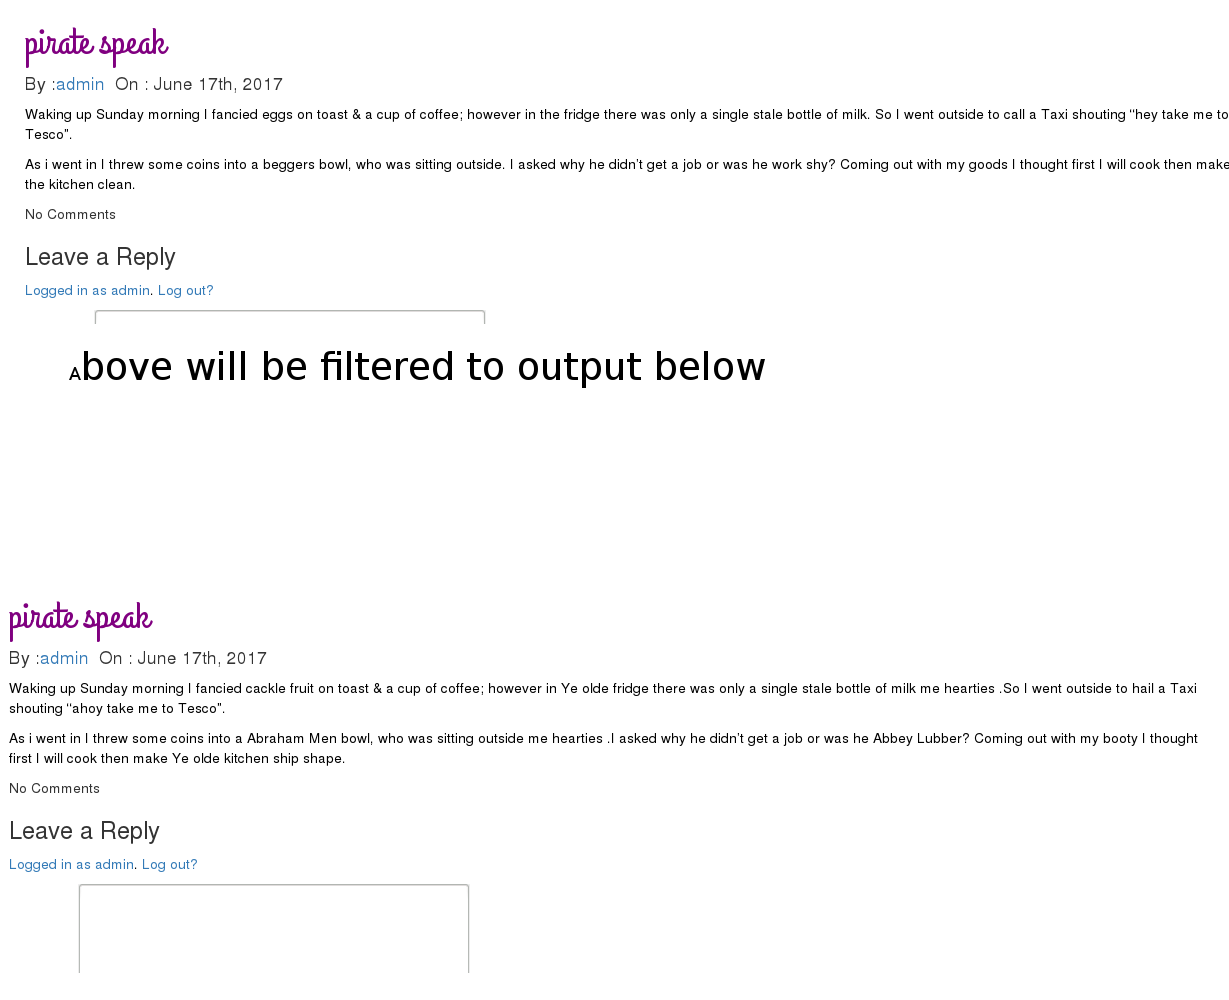 pirate speak
By :admin On : June 17th, 2017
Waking up Sunday morning I fancied eggs on toast & a cup of coffee; however in the fridge there was only a single stale bottle of milk. So I went outside to call a Taxi shouting “hey take me to
Tesco”.
As i went in I threw some coins into a beggers bowl, who was sitting outside. I asked why he didn’t get a job or was he work shy? Coming out with my goods I thought first I will cook then make
the kitchen clean.
No Comments
Leave a Reply
Logged in as admin. Log out?
Above will be filtered to output below
pirate speak
By :admin On : June 17th, 2017
Waking up Sunday morning I fancied cackle fruit on toast & a cup of coffee; however in Ye olde fridge there was only a single stale bottle of milk me hearties .So I went outside to hail a Taxi
shouting “ahoy take me to Tesco”.
As i went in I threw some coins into a Abraham Men bowl, who was sitting outside me hearties .I asked why he didn’t get a job or was he Abbey Lubber? Coming out with my booty I thought
first I will cook then make Ye olde kitchen ship shape.
No Comments
Leave a Reply
Logged in as admin. Log out?